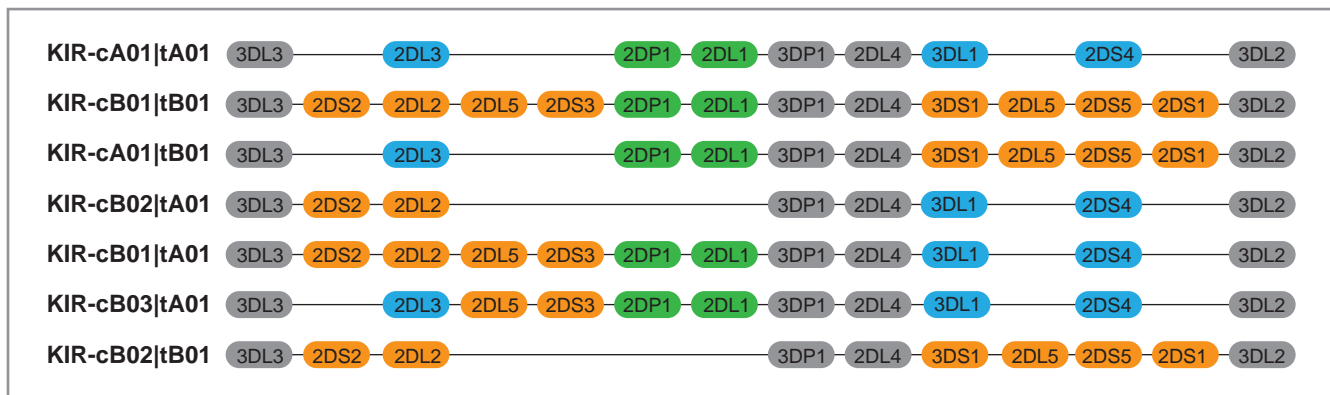 KIR-cA01|tA01 3DL3 2DL3 2DP1 2DL1 3DP1 2DL4 3DL1 2DS4 3DL2
KIR-cB01|tB01 3DL3 2DS2 2DL2 2DL5 2DS3 2DP1 2DL1 3DP1 2DL4 3DS1 2DL5 2DS5 2DS1 3DL2
KIR-cA01|tB01 3DL3 2DL3 2DP1 2DL1 3DP1 2DL4 3DS1 2DL5 2DS5 2DS1 3DL2
KIR-cB02|tA01 3DL3 2DS2 2DL2 3DP1 2DL4 3DL1 2DS4 3DL2
KIR-cB01|tA01 3DL3 2DS2 2DL2 2DL5 2DS3 2DP1 2DL1 3DP1 2DL4 3DL1 2DS4 3DL2
KIR-cB03|tA01 3DL3 2DL3 2DL5 2DS3 2DP1 2DL1 3DP1 2DL4 3DL1 2DS4 3DL2
KIR-cB02|tB01 3DL3 2DS2 2DL2 3DP1 2DL4 3DS1 2DL5 2DS5 2DS1 3DL2